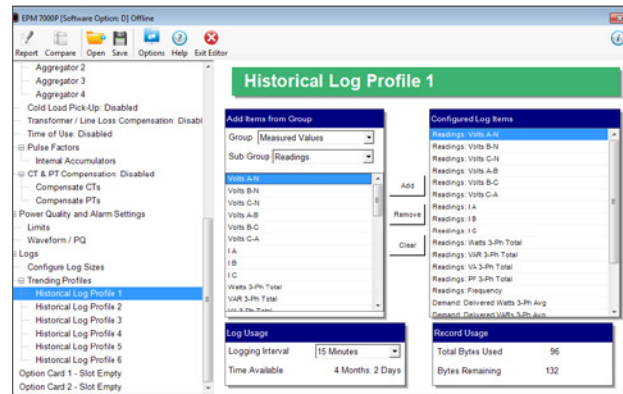 EPM 7000P [Software Option: D] Offline
Report Compare Open Save Options Help Exit Editor
Aggregator 2
Aggregator 3
Aggregator 4
Cold Load Pick-Up: Disabled
Transformer / Line Loss Compensation: Disabl
Time of Use: Disabled
Pulse Factors
Internal Accumulators
CT & PT Compensation: Disabled
Compensate CTs
Compensate PTs
Power Quality and Alarm Settings
Limits
Waveform / PQ
Logs
Configure Log Sizes
Trending Profiles
Historical Log Profile 1
Historical Log Profile 2
Historical Log Profile 3
Historical Log Profile 4
Historical Log Profile 5
Historical Log Profile 6
Option Card 1 - Slot Empty
Option Card 2 - Slot Empty
Historical Log Profile 1
Add Items from Group
Group Measured Values
Sub Group Readings
Volts A-N
Volts B-N
Volts C-N
Volts A-B
Volts B-C
Volts C-A
I A
I B
I C
Watts 3-Ph Total
VAR 3-Ph Total
VA 3-Ph Total
Add
Remove
Clear
Configured Log Items
Readings: Volts A-N
Readings: Volts B-N
Readings: Volts C-N
Readings: Volts A-B
Readings: Volts B-C
Readings: Volts C-A
Readings: I A
Readings: I B
Readings: I C
Readings: Watts 3-Ph Total
Readings: VAR 3-Ph Total
Readings: VA 3-Ph Total
Readings: PF 3-Ph Total
Readings: Frequency
Demand: Delivered Watts 3-Ph Avg
Demand: Delivered VARs 3-Ph Avg
Log Usage
Logging Interval 15 Minutes
Time Available 4 Months, 2 Days
Record Usage
Total Bytes Used 96
Bytes Remaining 132